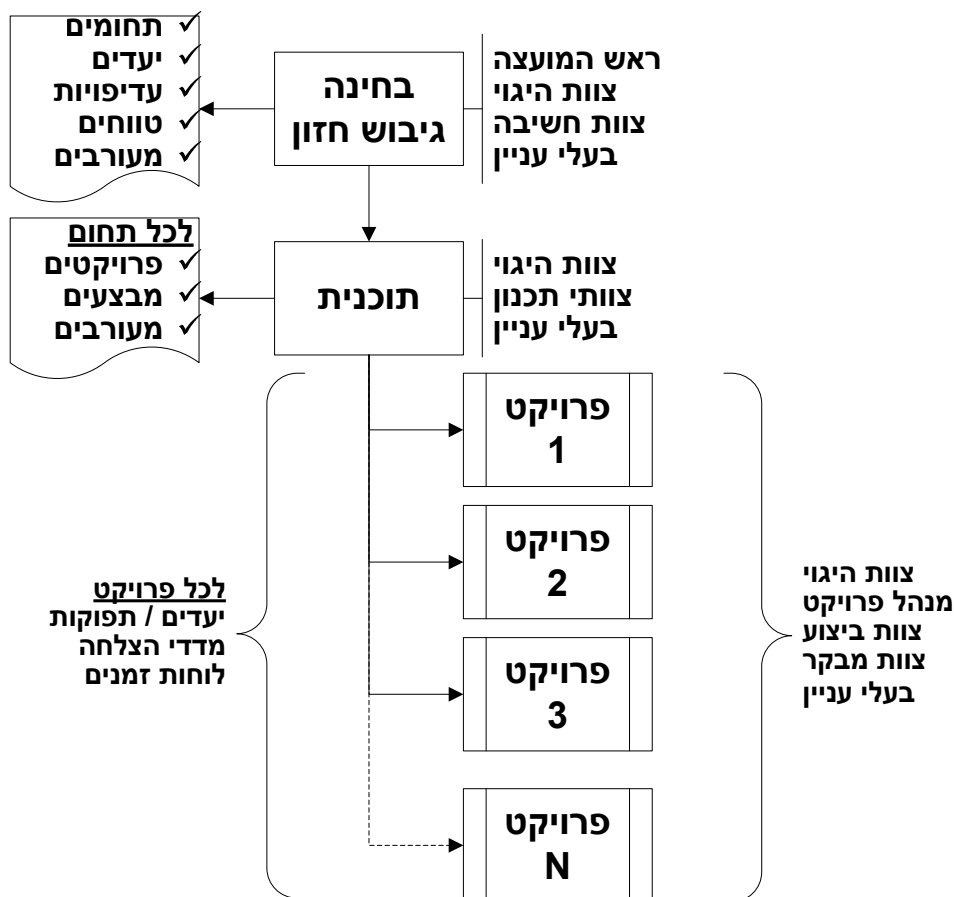 ראש המועצה
צוות היגוי
צוות חשיבה
בעלי עניין
בחינה
גיבוש חזון
תחומים
יעדים
עדיפויות
טווחים
מעורבים
צוות היגוי
צוותי תכנון
בעלי עניין
תוכנית
לכל תחום
פרויקטים
מבצעים
מעורבים
פרויקט
1
פרויקט
2
פרויקט
3
פרויקט
N
צוות היגוי
מנהל פרויקט
צוות ביצוע
צוות מבקר
בעלי עניין
לכל פרויקט
יעדים / תפוקות
מדדי הצלחה
לוחות זמנים